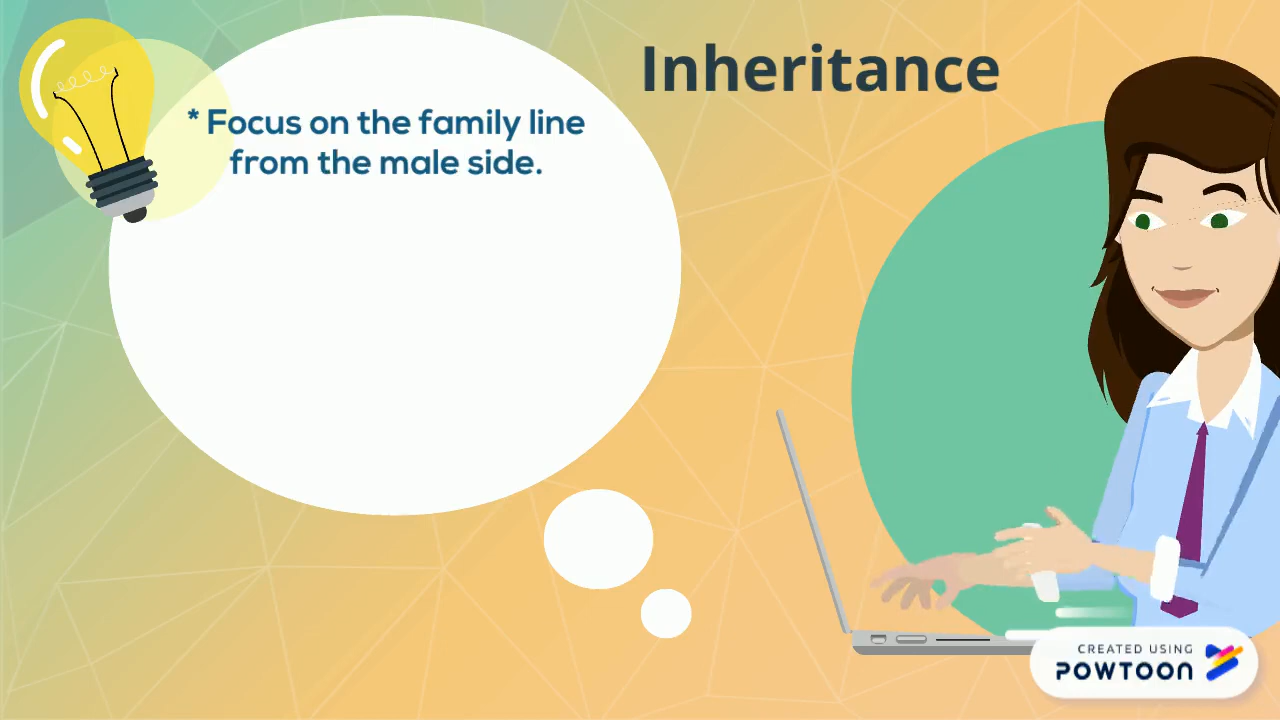 Inheritance
* Focus on the family line
from the male side.
CREATED USING
POWTOON